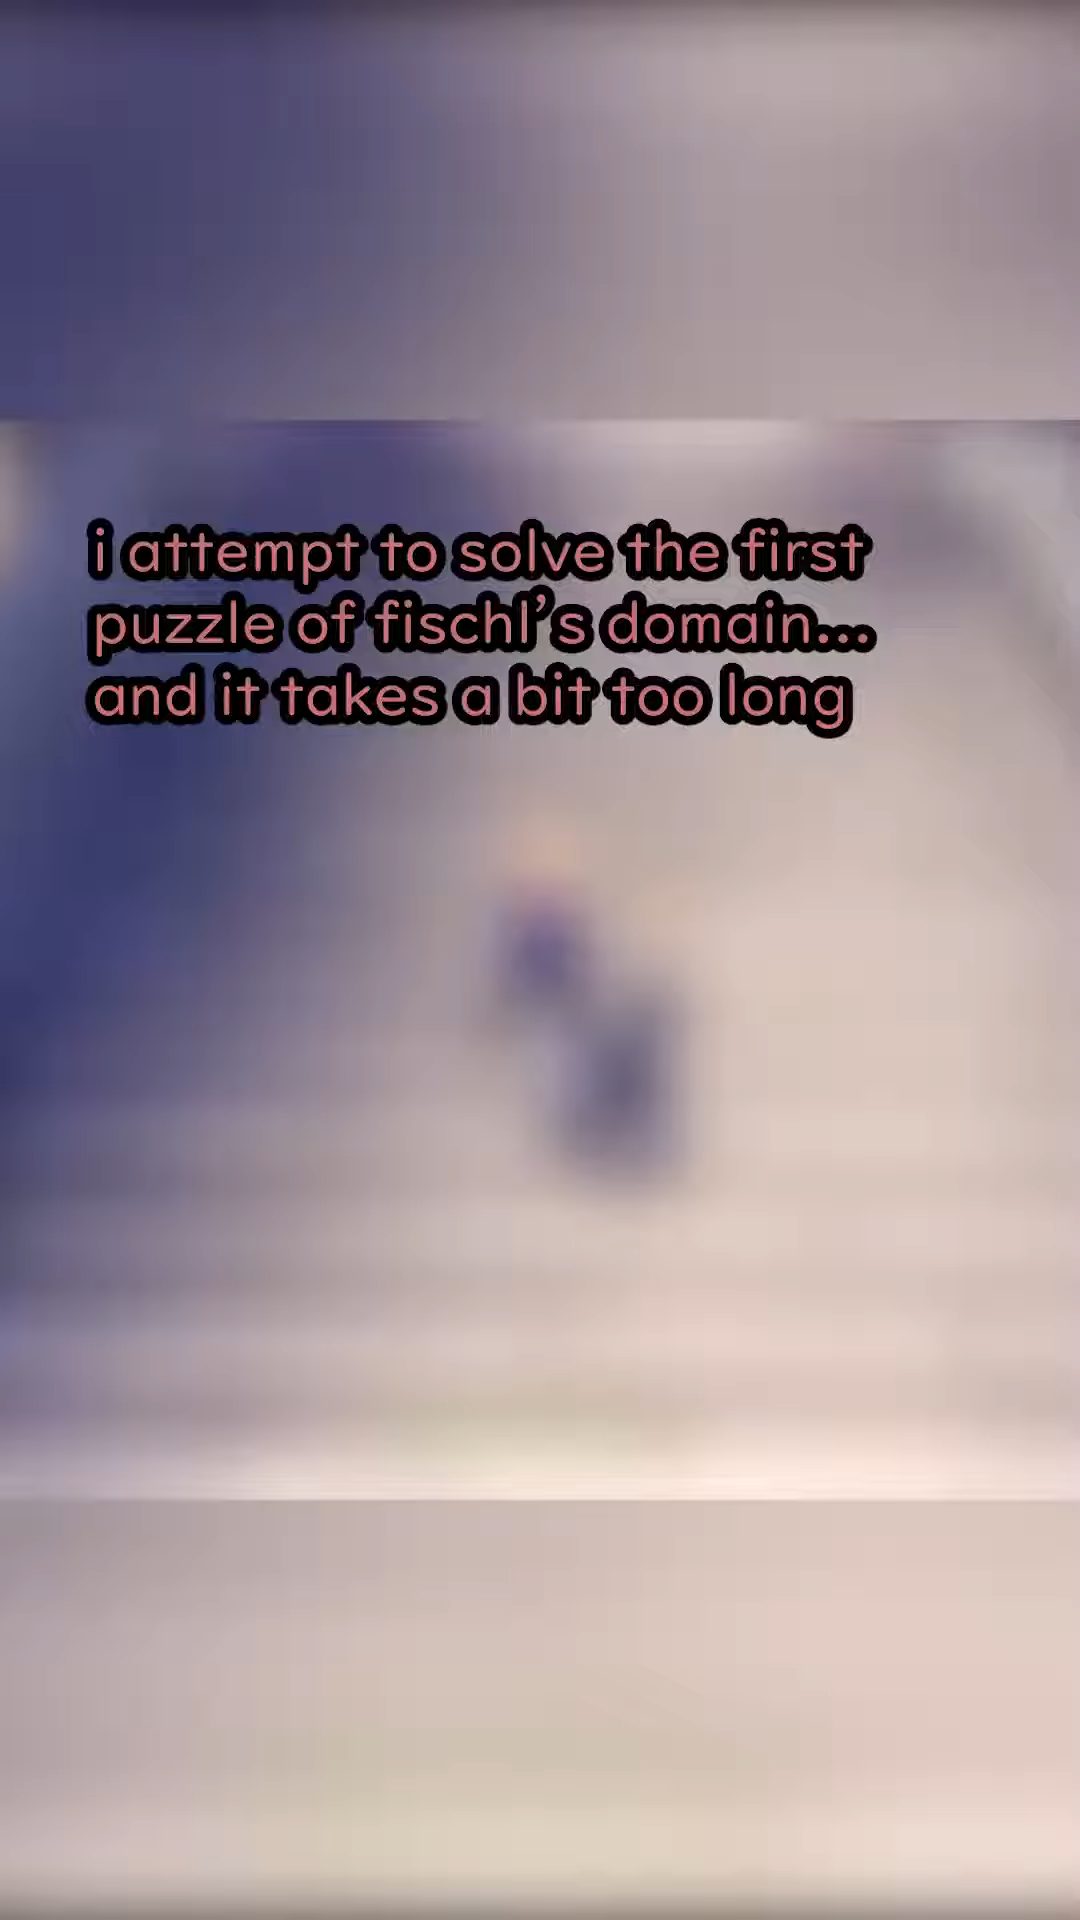 i attempt to solve the first
puzzle of fischl’s domain...
and it takes a bit too long